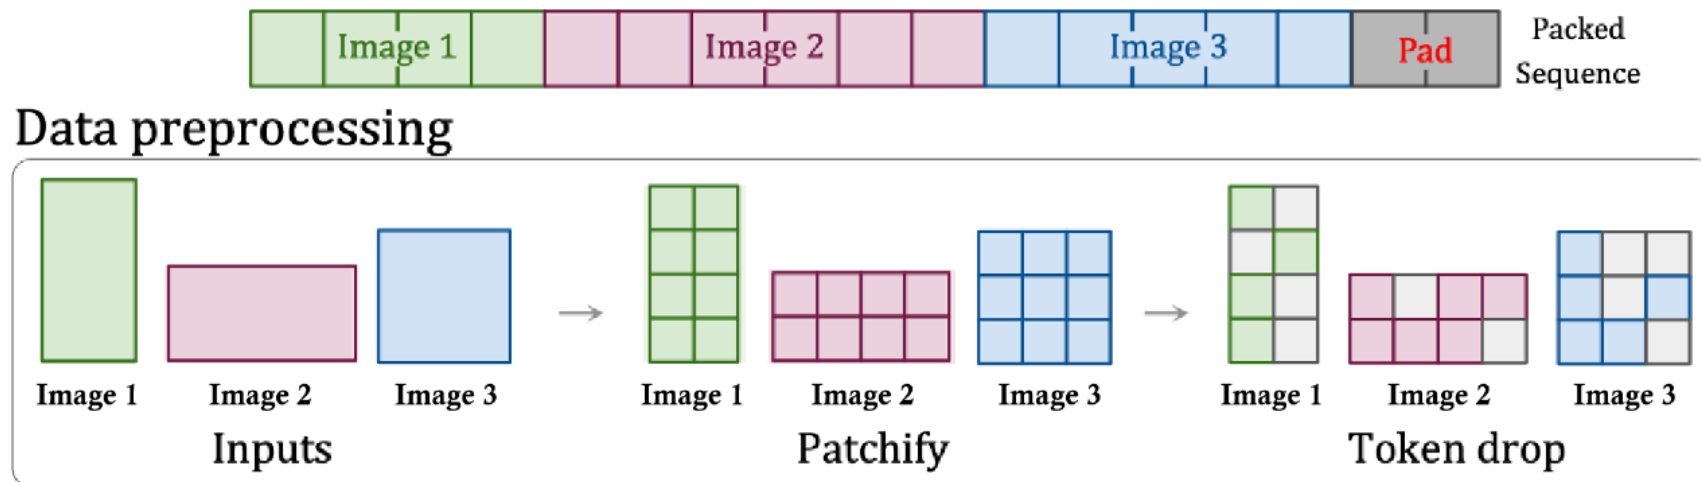 Image 1 Image 2 Image 3 Pad Packed
Sequence
Data preprocessing
Image 1 Image 2 Image 3 Image 1 Image 2 Image 3 Image 1 Image 2 Image 3
Inputs Patchify Token drop